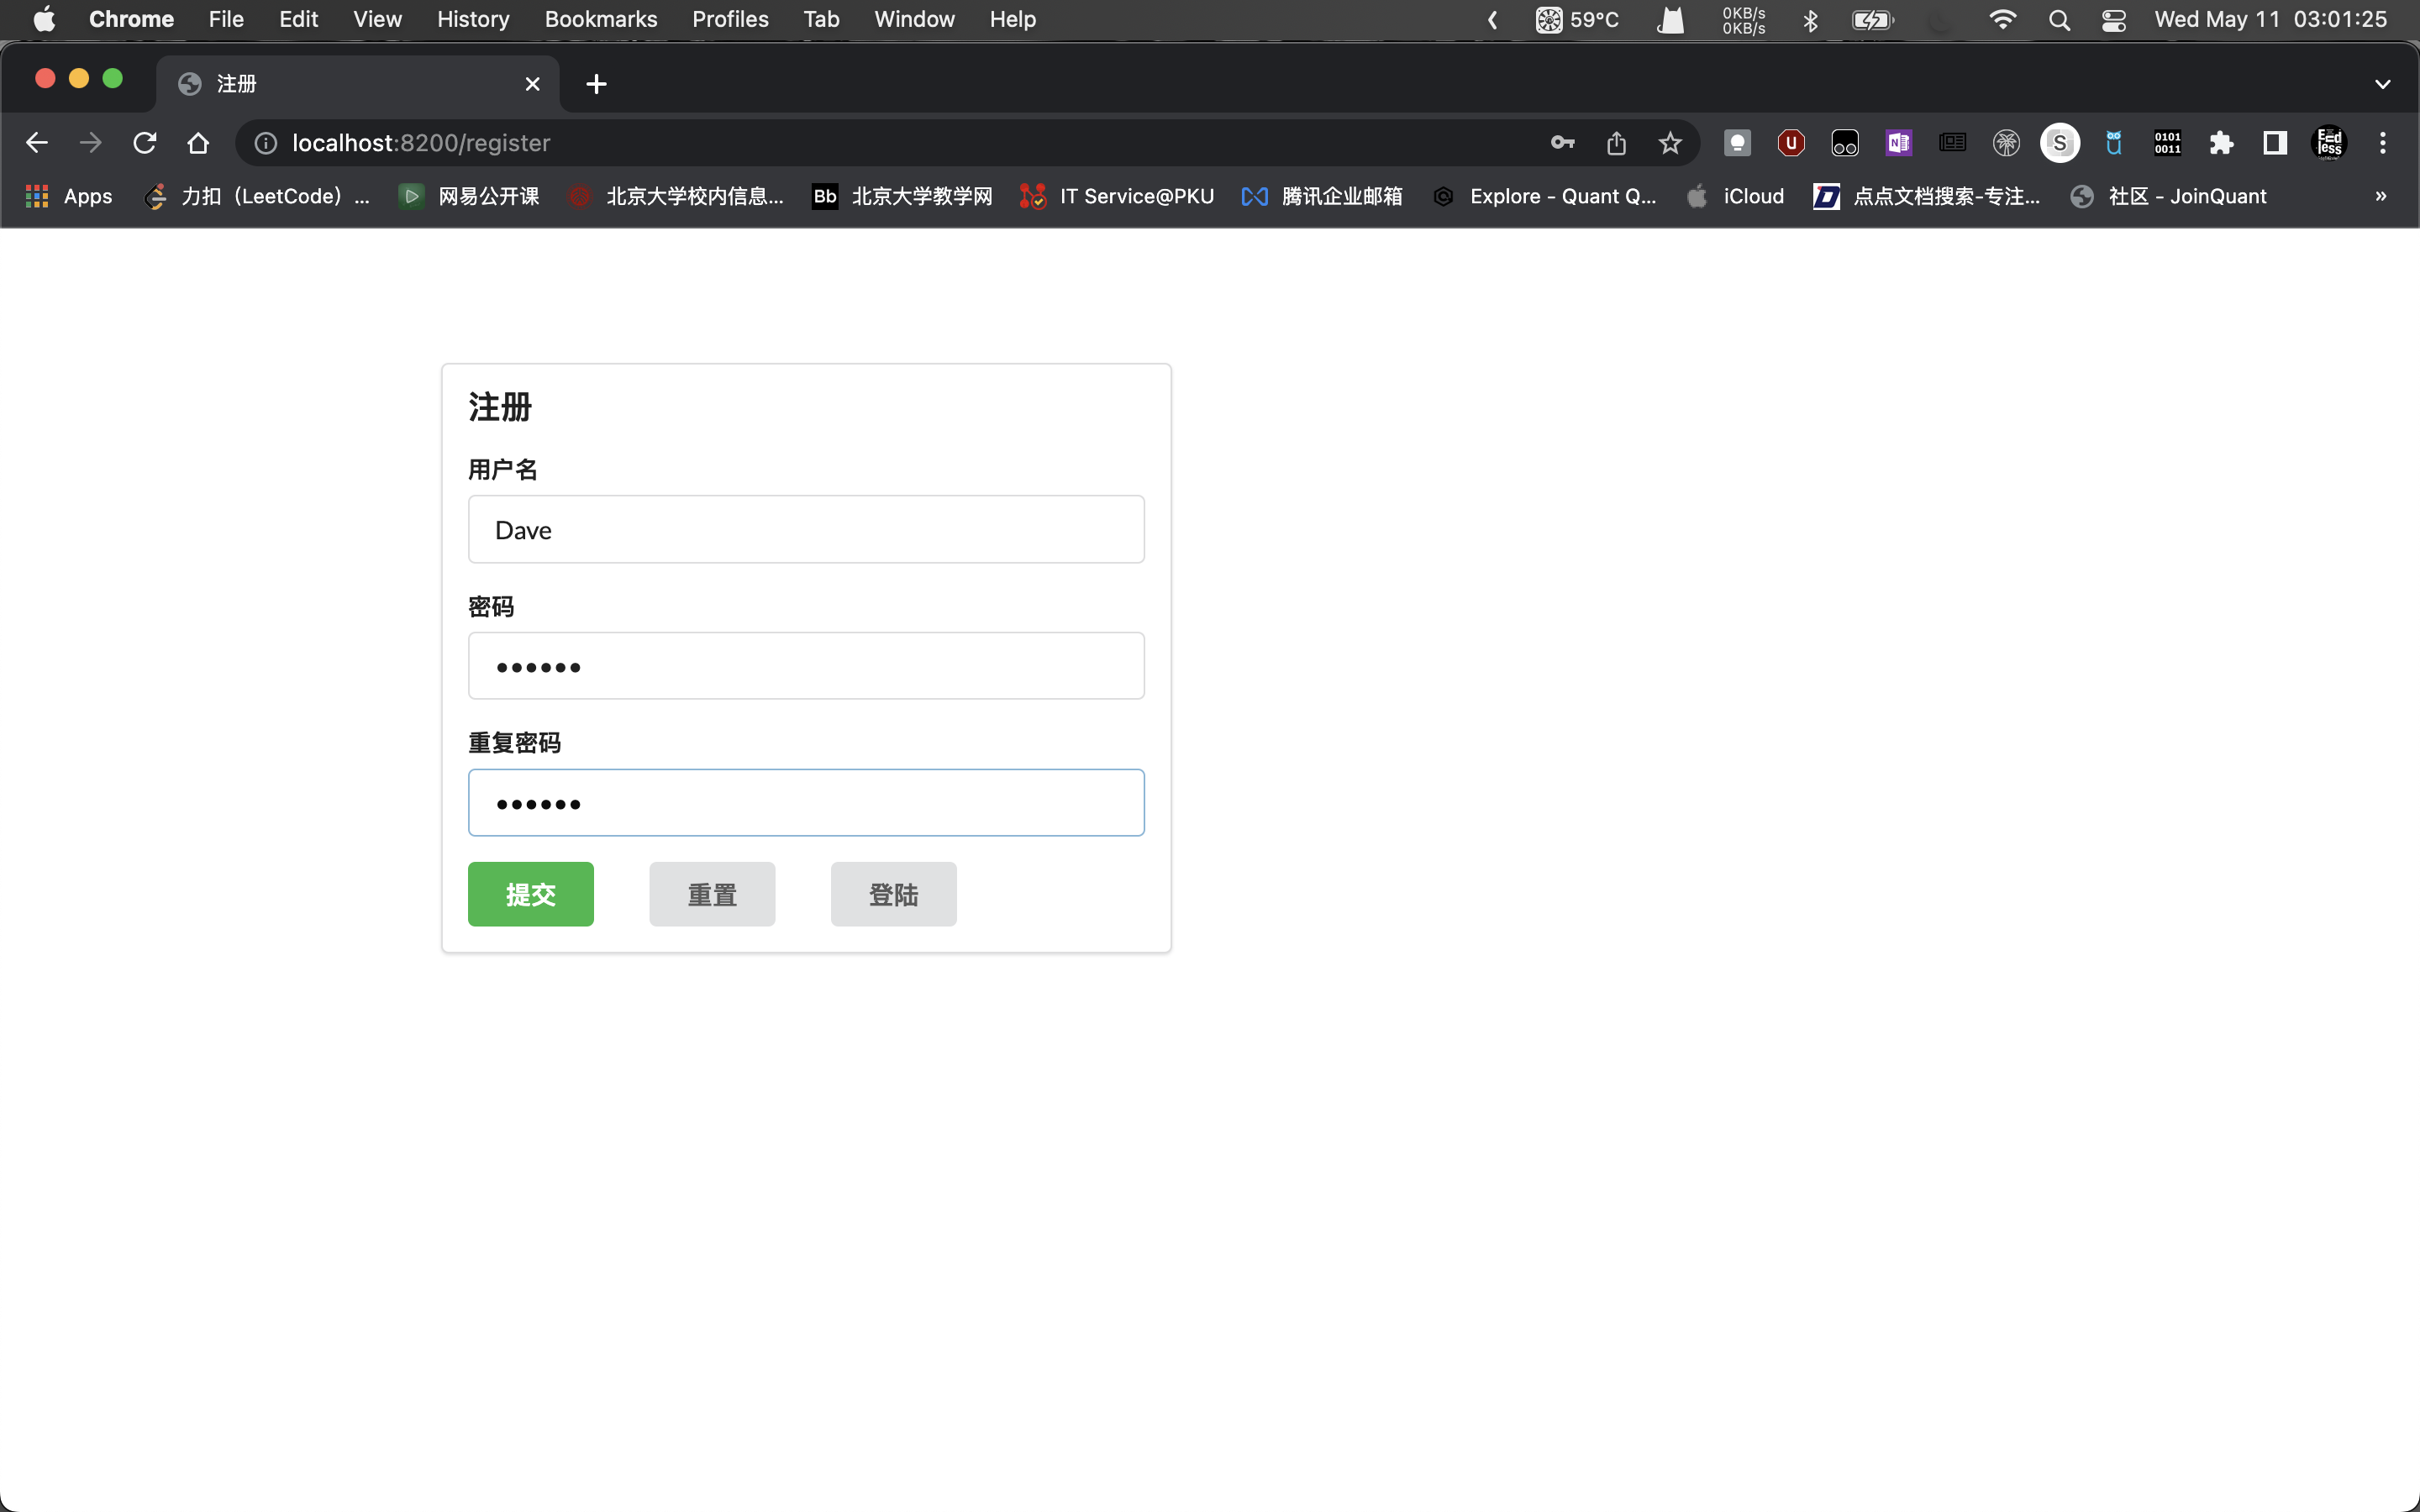 Chrome File Edit View History Bookmarks Profiles Tab Window Help 59°C 0KB/s 0KB/s Wed May 11 03:01:25
注册
localhost:8200/register U N S 0101 0011 E=d less
Apps 力扣（LeetCode）... 网易公开课 北京大学校内信息... Bb 北京大学教学网 IT Service@PKU 腾讯企业邮箱 Explore - Quant Q... iCloud D 点点文档搜索-专注... 社区 - JoinQuant »
注册
用户名
Dave
密码
••••••
重复密码
••••••
提交 重置 登陆